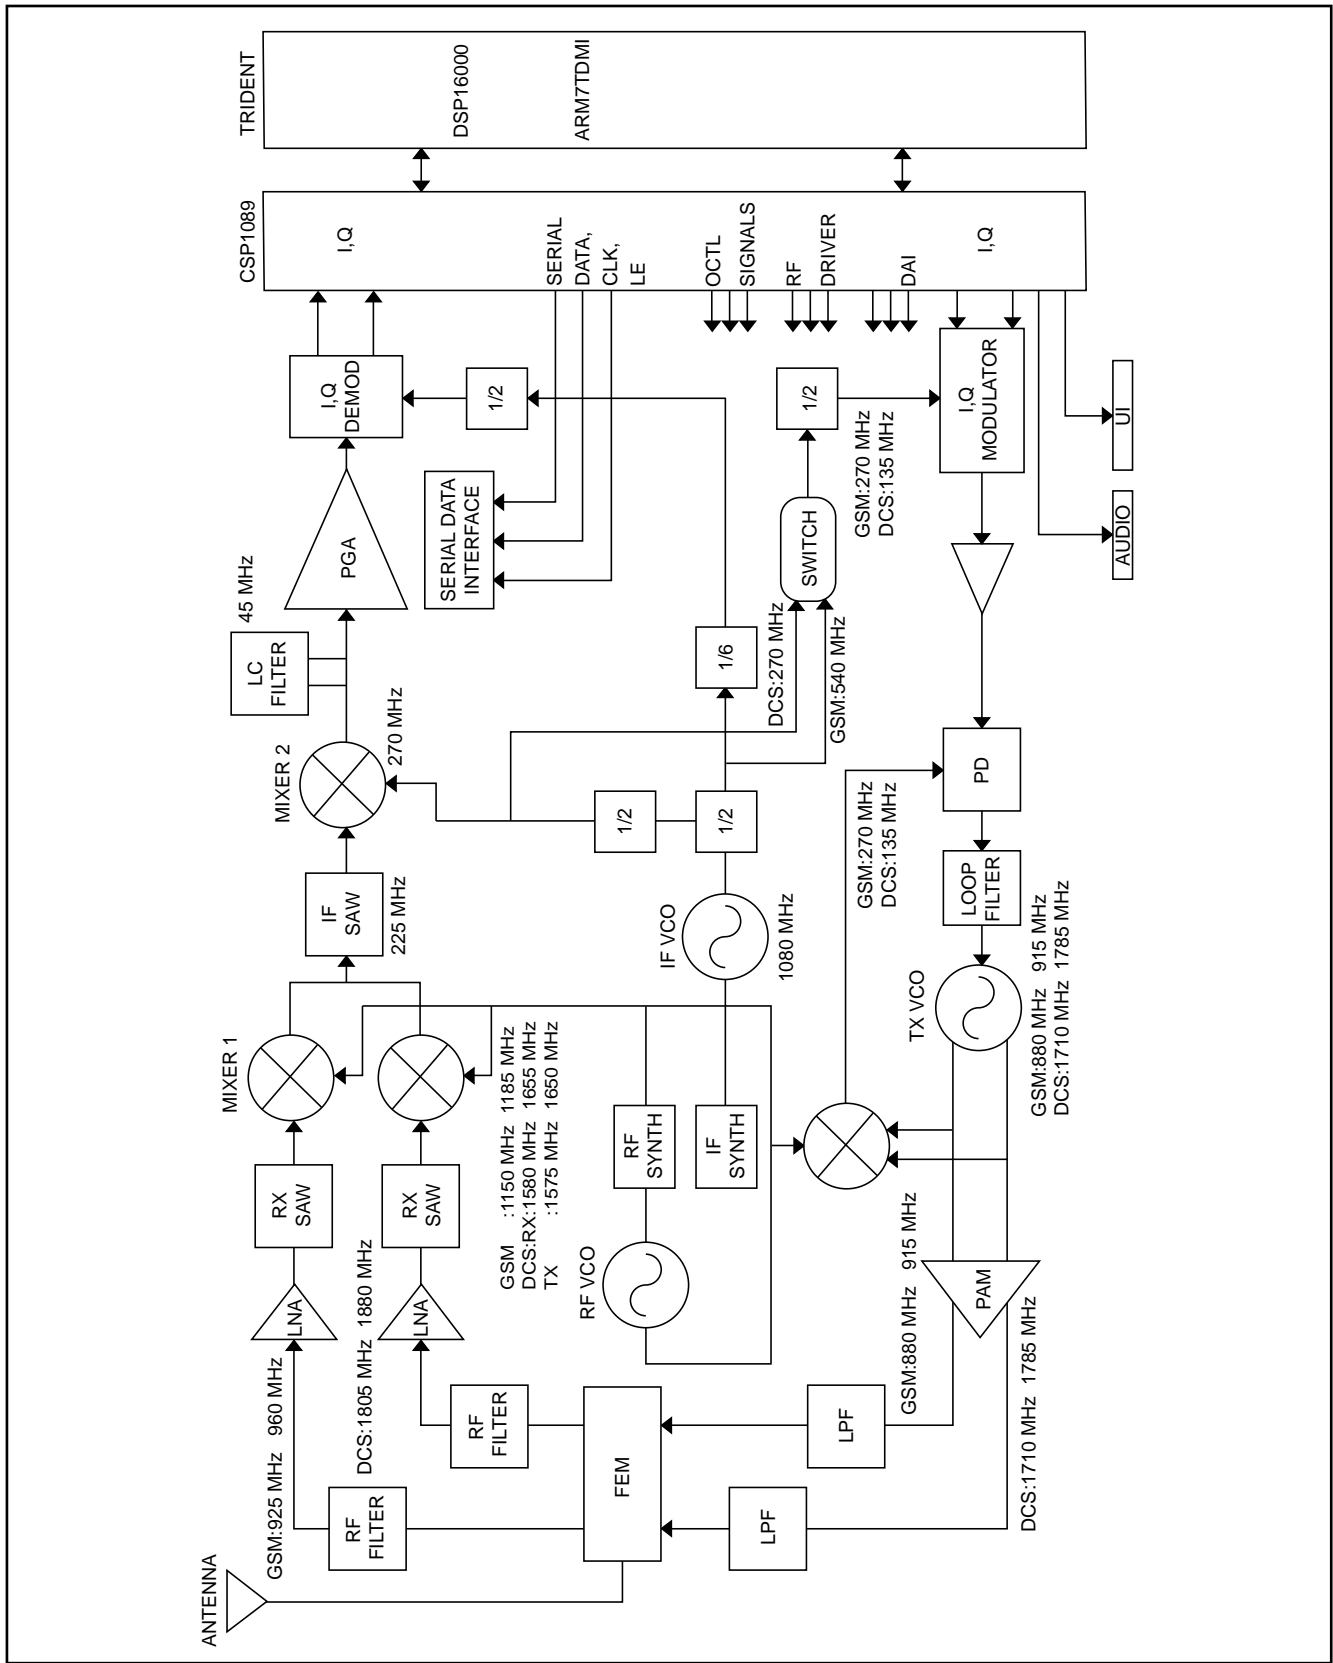 ANTENNA
GSM:925 MHz 960 MHz
RF
FILTER
LNA
RX
SAW
MIXER 1
DCS:1805 MHz 1880 MHz
RF
FILTER
LNA
RX
SAW
IF
SAW
225 MHz
MIXER 2
270 MHz
LC
FILTER
45 MHz
PGA
I,Q
DEMOD
CSP1089
I,Q
TRIDENT
DSP16000
ARM7TDMI
SERIAL DATA
INTERFACE
1/2
SERIAL
DATA,
CLK,
LE
GSM :1150 MHz 1185 MHz
DCS:RX:1580 MHz 1655 MHz
TX :1575 MHz 1650 MHz
FEM
RF VCO
RF
SYNTH
IF
SYNTH
IF VCO
1080 MHz
1/2
1/2
1/6
DCS:270 MHz
GSM:540 MHz
SWITCH
1/2
OCTL
SIGNALS
RF
DRIVER
DAI
I,Q
GSM:270 MHz
DCS:135 MHz
I,Q
MODULATOR
LPF
LPF
GSM:880 MHz 915 MHz
DCS:1710 MHz 1785 MHz
PAM
TX VCO
GSM:880 MHz 915 MHz
DCS:1710 MHz 1785 MHz
LOOP
FILTER
GSM:270 MHz
DCS:135 MHz
PD
AUDIO
UI